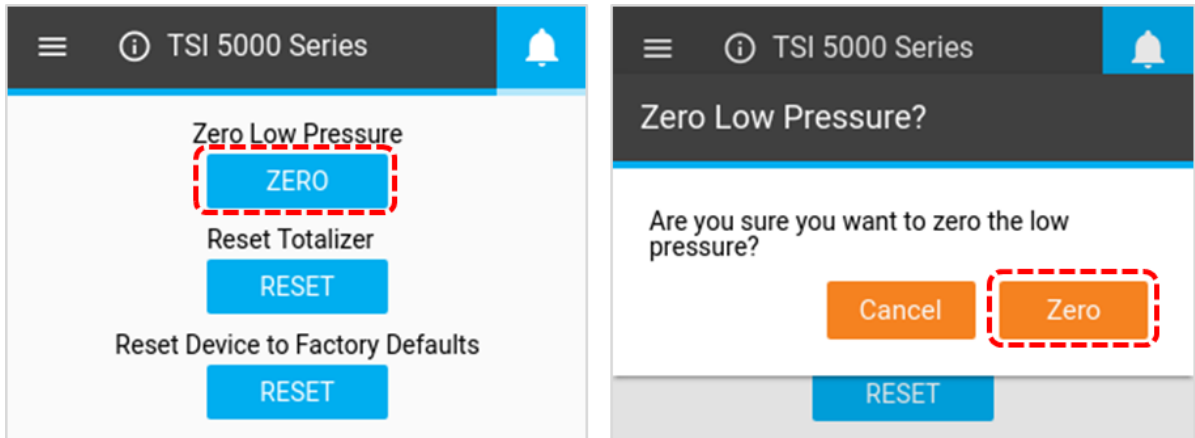 TSI 5000 Series
Zero Low Pressure
ZERO
Reset Totalizer
RESET
Reset Device to Factory Defaults
RESET
TSI 5000 Series
Zero Low Pressure?
Are you sure you want to zero the low
pressure?
Cancel Zero
RESET